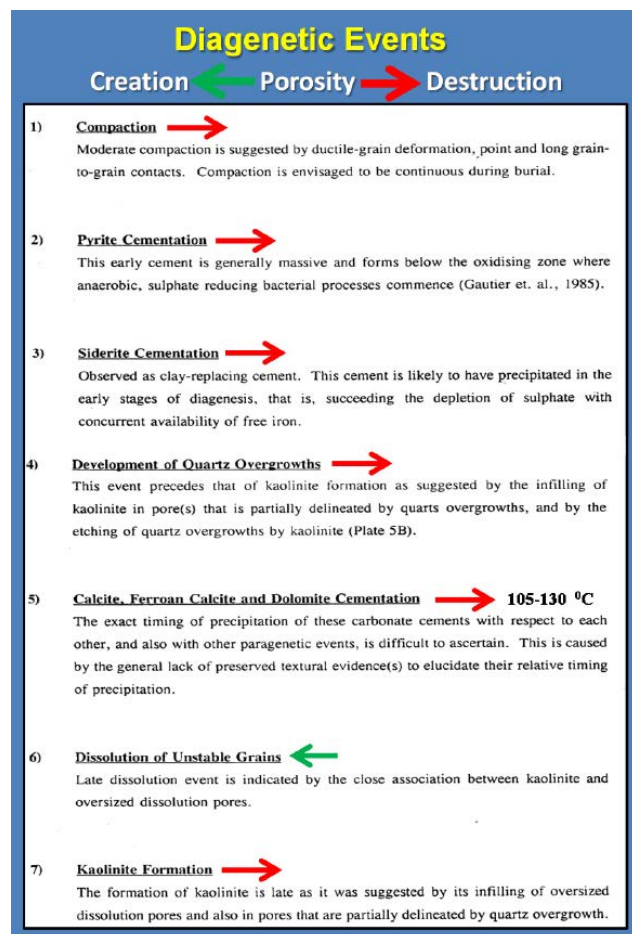 Diagenetic Events
Creation Porosity Destruction
1) Compaction
Moderate compaction is suggested by ductile-grain deformation, point and long grain-
to-grain contacts. Compaction is envisaged to be continuous during burial.
2) Pyrite Cementation
This early cement is generally massive and forms below the oxidising zone where
anaerobic, sulphate reducing bacterial processes commence (Gautier et. al., 1985).
3) Siderite Cementation
Observed as clay-replacing cement. This cement is likely to have precipitated in the
early stages of diagenesis, that is, succeeding the depletion of sulphate with
concurrent availability of free iron.
4) Development of Quartz Overgrowths
This event precedes that of kaolinite formation as suggested by the infilling of
kaolinite in pore(s) that is partially delineated by quarts overgrowths, and by the
etching of quartz overgrowths by kaolinite (Plate 5B).
5) Calcite, Ferroan Calcite and Dolomite Cementation 105-130 ⁰C
The exact timing of precipitation of these carbonate cements with respect to each
other, and also with other paragenetic events, is difficult to ascertain. This is caused
by the general lack of preserved textural evidence(s) to elucidate their relative timing
of precipitation.
6) Dissolution of Unstable Grains
Late dissolution event is indicated by the close association between kaolinite and
oversized dissolution pores.
7) Kaolinite Formation
The formation of kaolinite is late as it was suggested by its infilling of oversized
dissolution pores and also in pores that are partially delineated by quartz overgrowth.